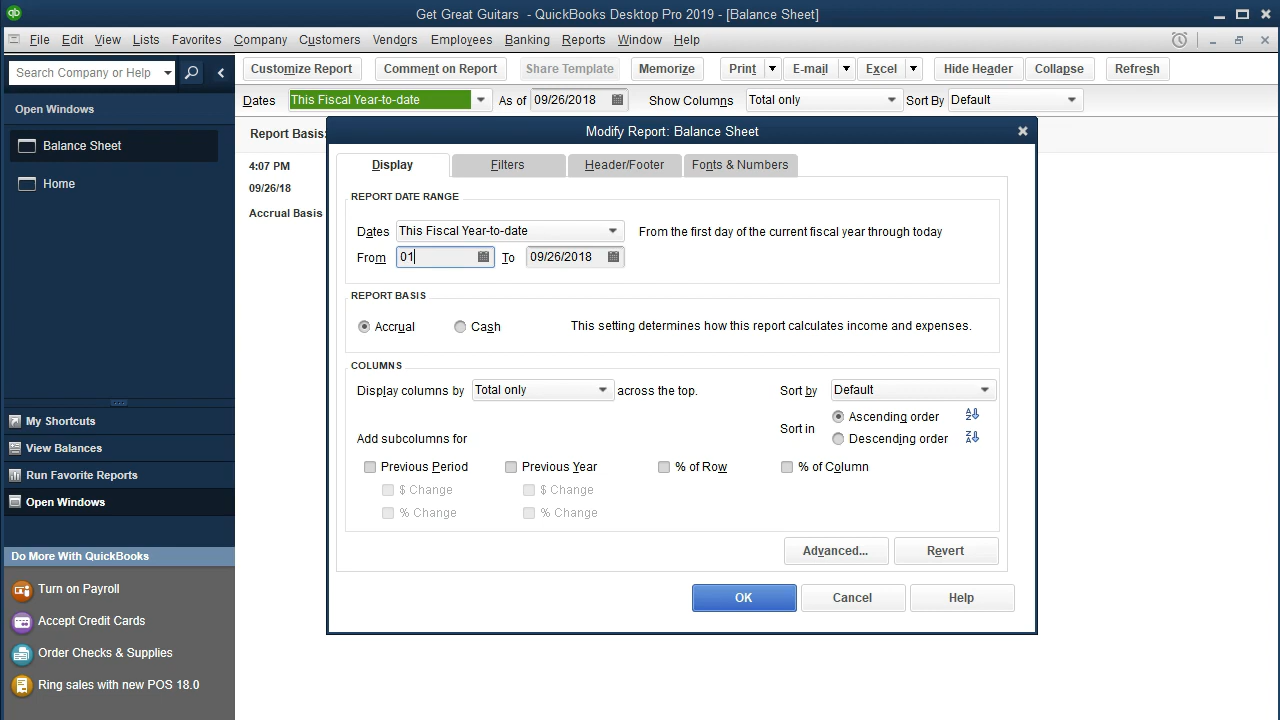 Get Great Guitars - QuickBooks Desktop Pro 2019 - [Balance Sheet]
File Edit View Lists Favorites Company Customers Vendors Employees Banking Reports Window Help
Search Company or Help
Customize Report Comment on Report Share Template Memorize Print E-mail Excel Hide Header Collapse Refresh
Dates This Fiscal Year-to-date As of 09/26/2018 Show Columns Total only Sort By Default
Open Windows
Balance Sheet
Home
Report Basis:
4:07 PM
09/26/18
Accrual Basis
Modify Report: Balance Sheet
Display Filters Header/Footer Fonts & Numbers
REPORT DATE RANGE
Dates This Fiscal Year-to-date From the first day of the current fiscal year through today
From 01 To 09/26/2018
REPORT BASIS
Accrual Cash This setting determines how this report calculates income and expenses.
COLUMNS
Display columns by Total only across the top. Sort by Default
Sort in Ascending order
Descending order
Add subcolumns for
Previous Period Previous Year % of Row % of Column
$ Change $ Change
% Change % Change
Advanced... Revert
OK Cancel Help
My Shortcuts
View Balances
Run Favorite Reports
Open Windows
Do More With QuickBooks
Turn on Payroll
Accept Credit Cards
Order Checks & Supplies
Ring sales with new POS 18.0